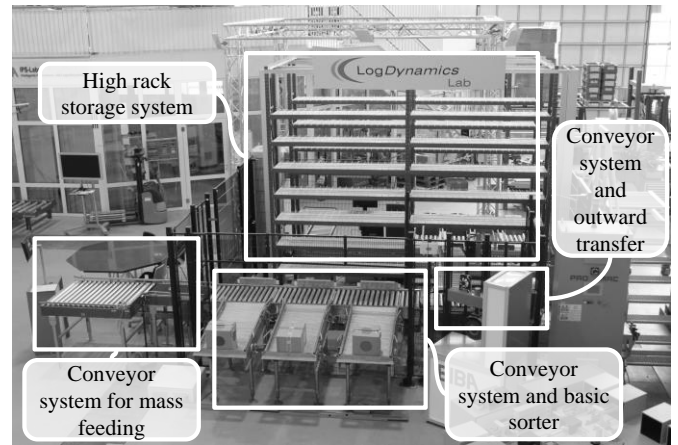 High rack
storage system
LogDynamics
Lab
Conveyor
system
and
outward
transfer
Conveyor
system for mass
feeding
Conveyor
system and basic
sorter